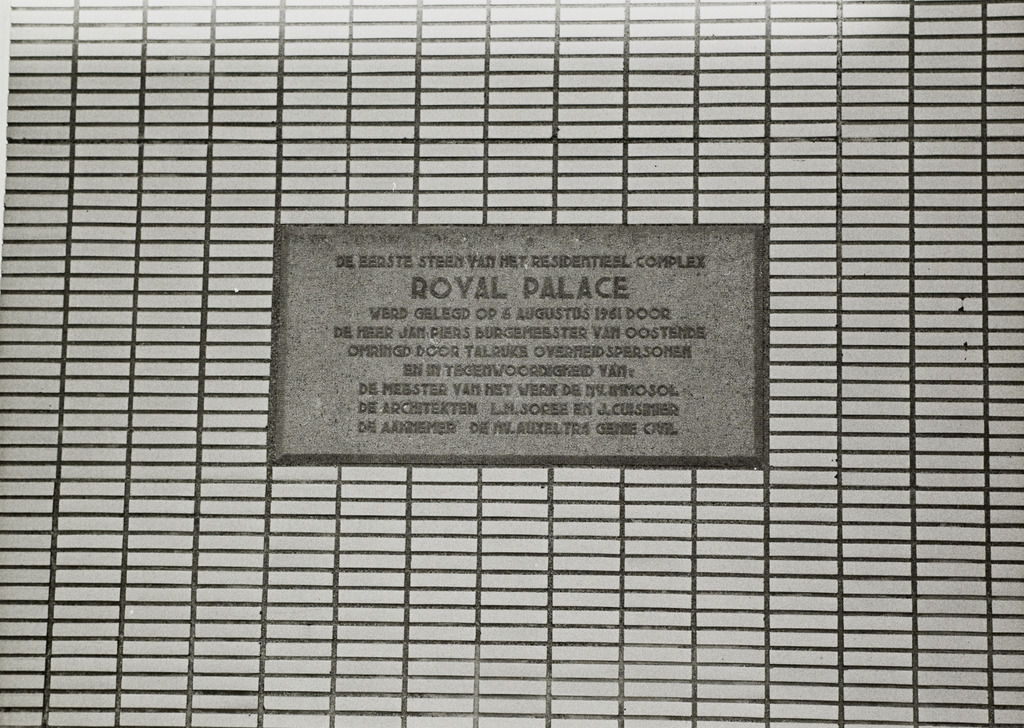 DE EERSTE STEEN VAN HET RESIDENTIEEL COMPLEX
ROYAL PALACE
WERD GELEGD OP 6 AUGUSTUS 1961 DOOR
DE HEER JAN PIERS BURGEMEESTER VAN OOSTENDE
OMRINGD DOOR TALRIJKE OVERHEIDSPERSONEN
EN IN TEGENWOORDIGHEID VAN:
DE MEESTER VAN HET WERK DE NV. IMMOSOL
DE ARCHITEKTEN L.M. SOREE EN J. CUISINIER
DE AANNEMER DE NV. AUXELTRA GENIE CIVIL